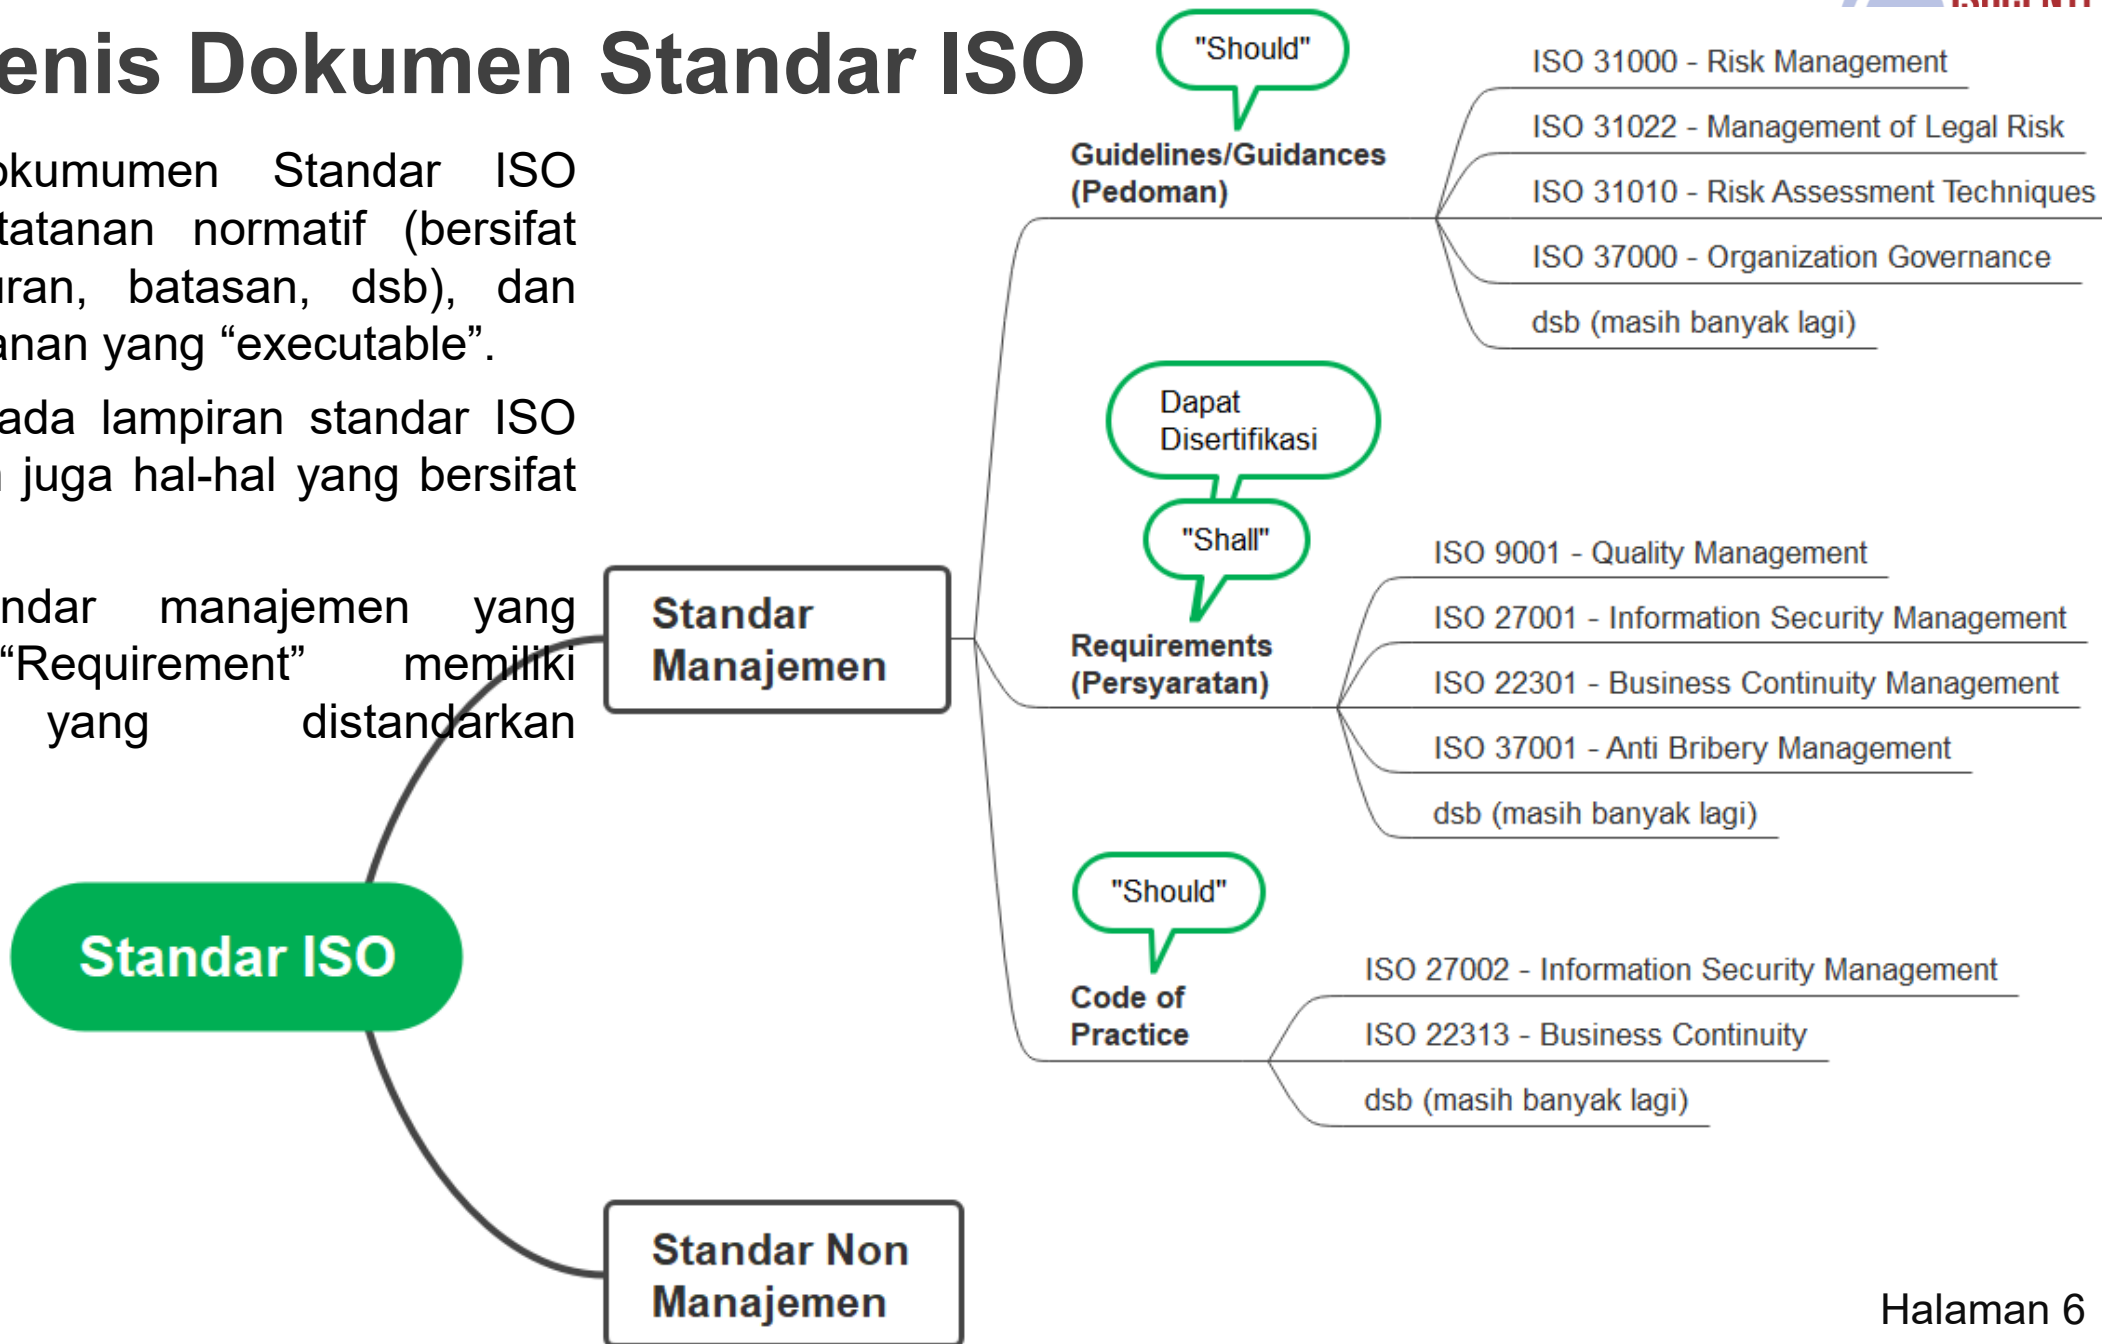 enis Dokumen Standar ISO
okumumen Standar ISO
tatanan normatif (bersifat
uran, batasan, dsb), dan
anan yang “executable”.
ada lampiran standar ISO
juga hal-hal yang bersifat
ndar manajemen yang
“Requirement” memiliki
yang distandarkan
Standar ISO
Standar
Manajemen
Standar Non
Manajemen
"Should"
Guidelines/Guidances
(Pedoman)
ISO 31000 - Risk Management
ISO 31022 - Management of Legal Risk
ISO 31010 - Risk Assessment Techniques
ISO 37000 - Organization Governance
dsb (masih banyak lagi)
Dapat
Disertifikasi
"Shall"
Requirements
(Persyaratan)
ISO 9001 - Quality Management
ISO 27001 - Information Security Management
ISO 22301 - Business Continuity Management
ISO 37001 - Anti Bribery Management
dsb (masih banyak lagi)
"Should"
Code of
Practice
ISO 27002 - Information Security Management
ISO 22313 - Business Continuity
dsb (masih banyak lagi)
Halaman 6